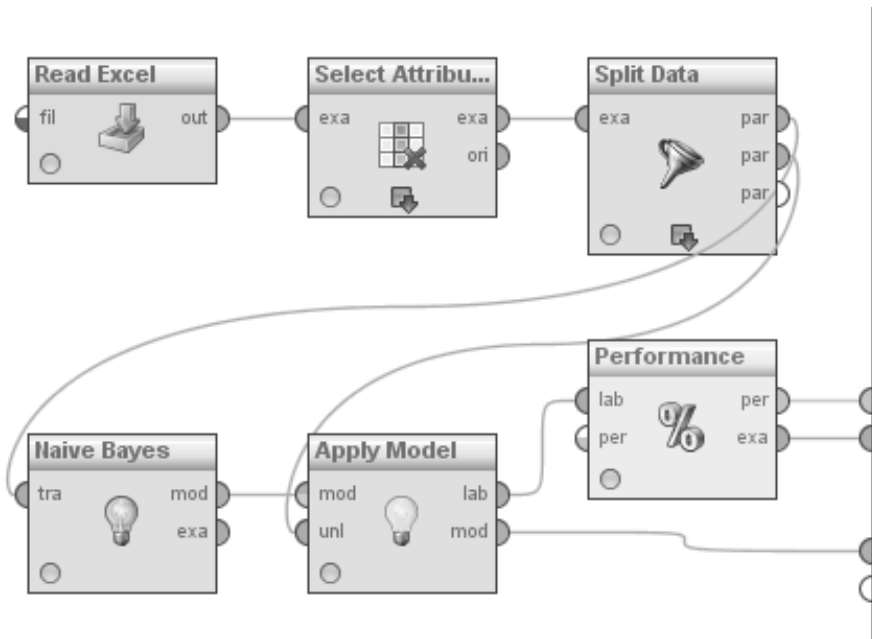 Read Excel
fil out
Select Attribu...
exa exa
ori
Split Data
exa par
par
par
Performance
lab per
per exa
%
Naive Bayes
tra mod
exa
Apply Model
mod lab
unl mod